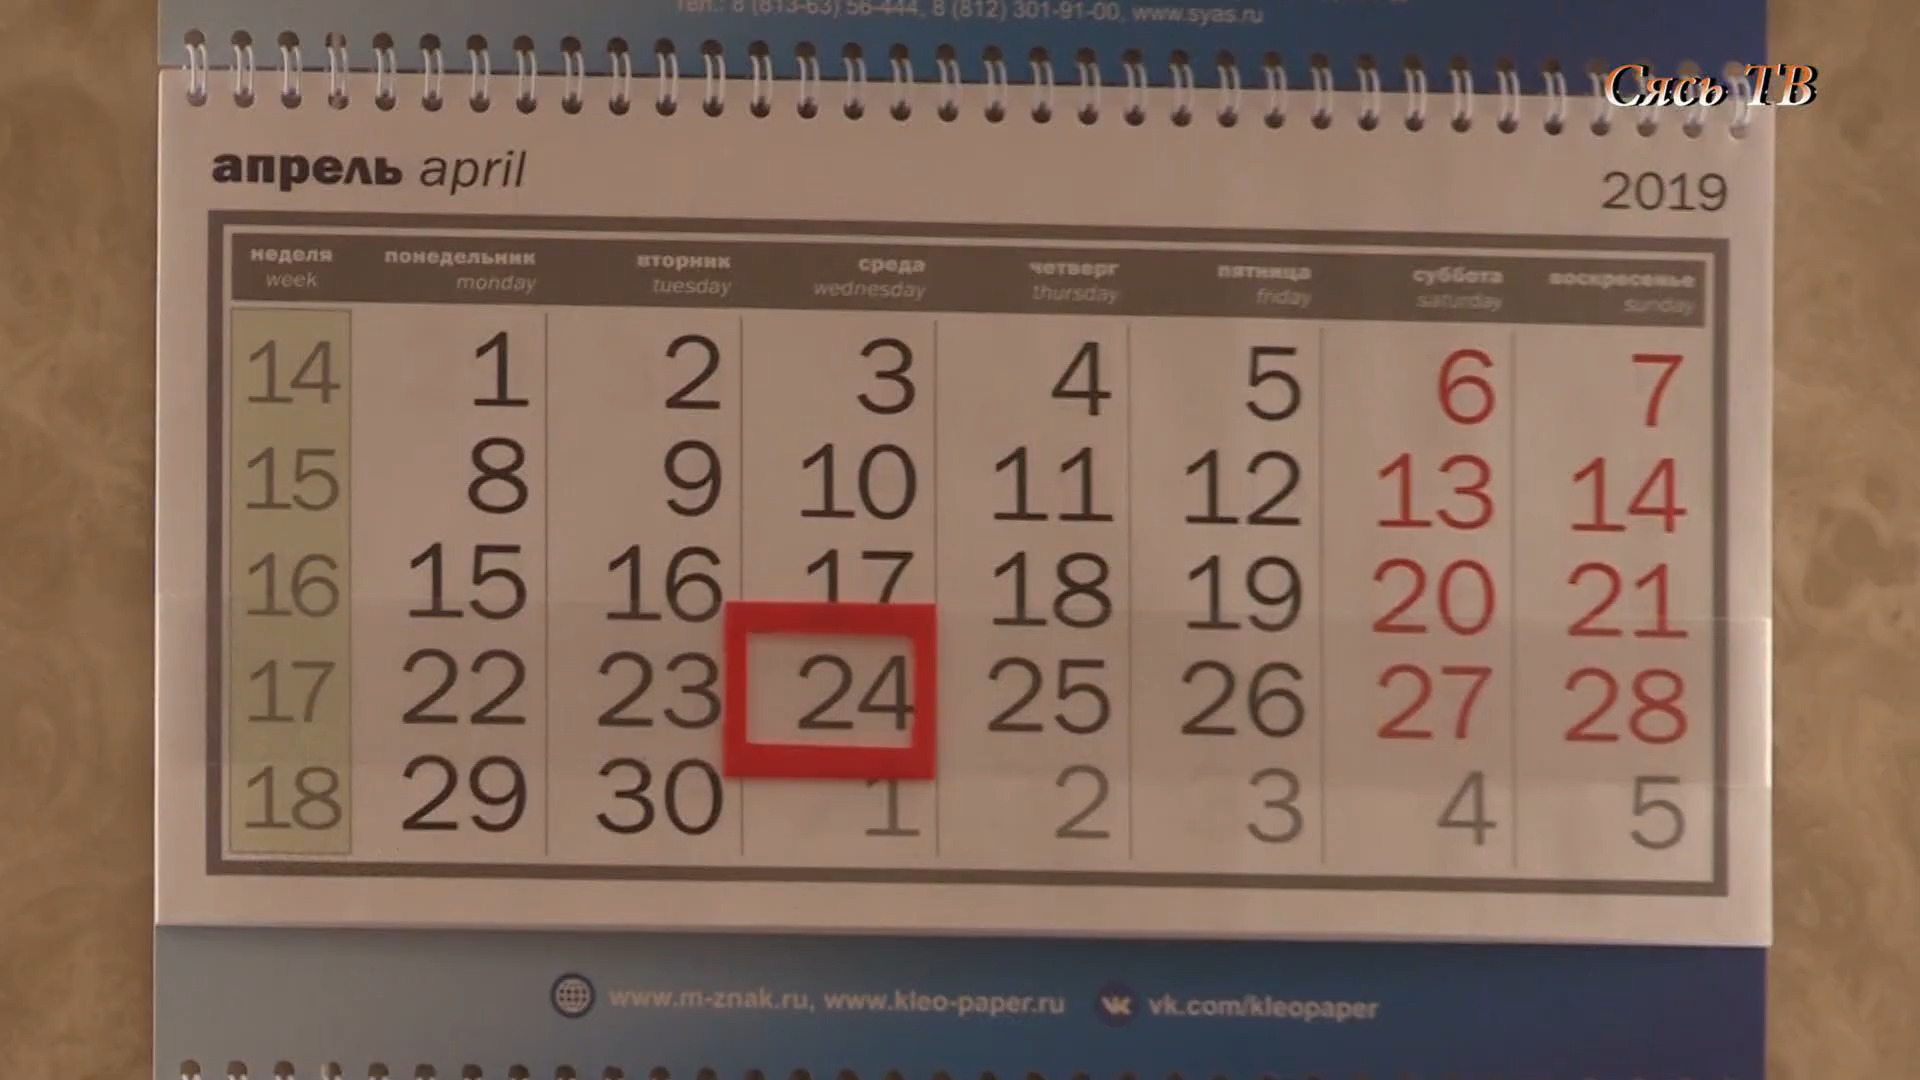 тел.: 8 (813-63) 56-444, 8 (812) 301-91-00, www.syas.ru
Сясь ТВ
апрель april 2019
неделя понедельник вторник среда четверг пятница суббота воскресенье
week monday tuesday wednesday thursday friday saturday sunday
14 1 2 3 4 5 6 7
15 8 9 10 11 12 13 14
16 15 16 17 18 19 20 21
17 22 23 24 25 26 27 28
18 29 30 1 2 3 4 5
www.m-znak.ru, www.kleo-paper.ru vk.com/kleopaper